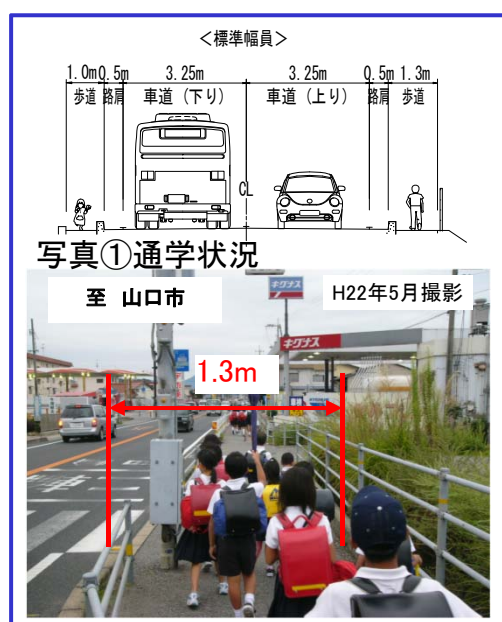 ＜標準幅員＞
1.0m 0.5m 3.25m 3.25m 0.5m 1.3m
歩道 路肩 車道（下り） 車道（上り） 路肩 歩道
CL
写真①通学状況
至 山口市
H22年5月撮影
キグナス
キグナス
1.3m